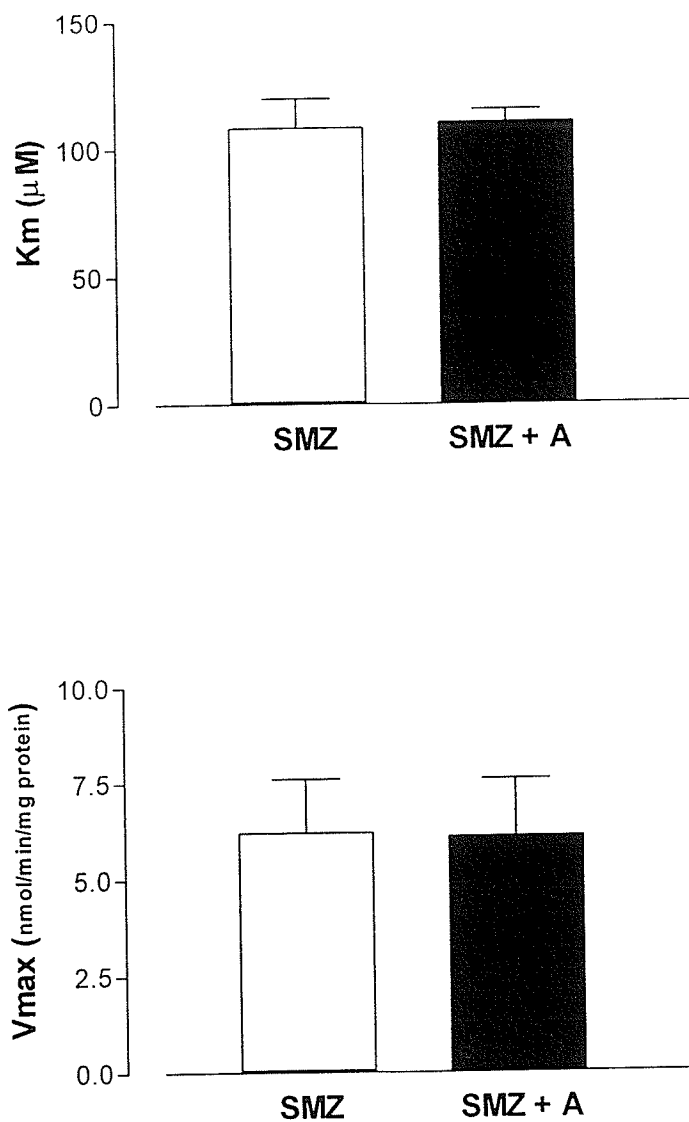 150
100
50
0
Km (μM)
SMZ SMZ + A
10.0
7.5
5.0
2.5
0.0
Vmax (nmol/min/mg protein)
SMZ SMZ + A